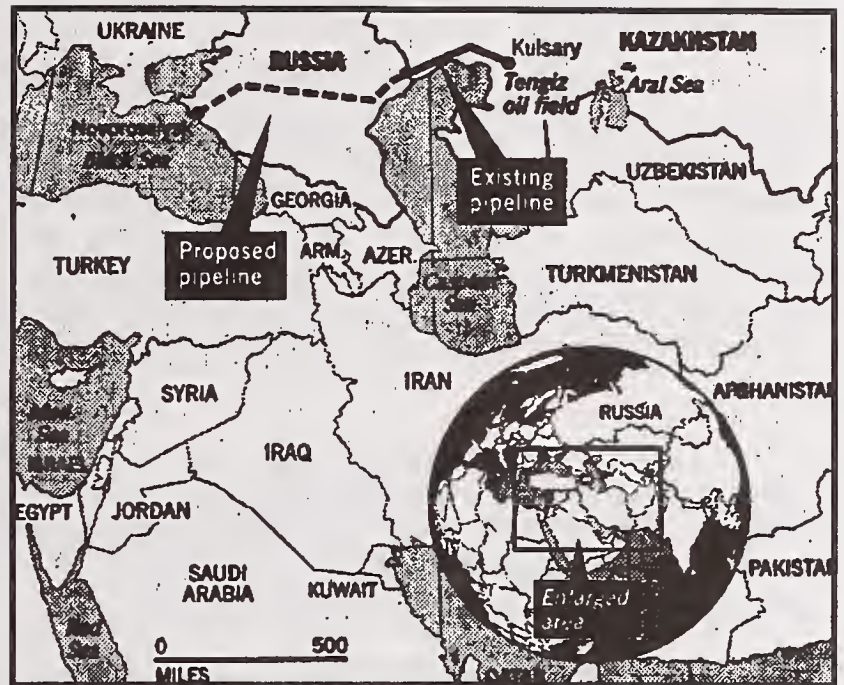 UKRAINE
RUSSIA
Kulsary
KAZAKHSTAN
Tengiz
oil field
Aral Sea
Black Sea
Existing
pipeline
UZBEKISTAN
GEORGIA
Proposed
pipeline
TURKEY
ARM.
AZER.
TURKMENISTAN
SYRIA
IRAN
AFGHANISTAN
RUSSIA
Sea
ISRAEL
IRAQ
EGYPT
JORDAN
SAUDI
ARABIA
KUWAIT
PAKISTAN
Enlarged
area
Red
Sea
0 500
MILES